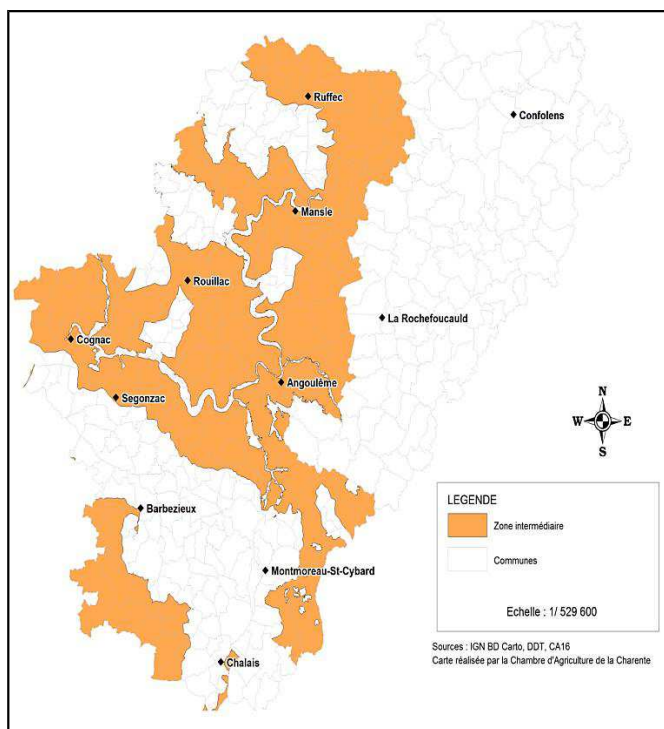 Ruffec
Confolens
Mansle
Rouillac
La Rochefoucauld
Cognac
Angoulême
Segonzac
N
W E
S
LEGENDE
Barbezieux
Zone intermédiaire
Communes
Montmoreau-St-Cybard
Echelle : 1/ 529 600
Sources : IGN BD Carto, DDT, CA16
Carte réalisée par la Chambre d'Agriculture de la Charente
Chalais